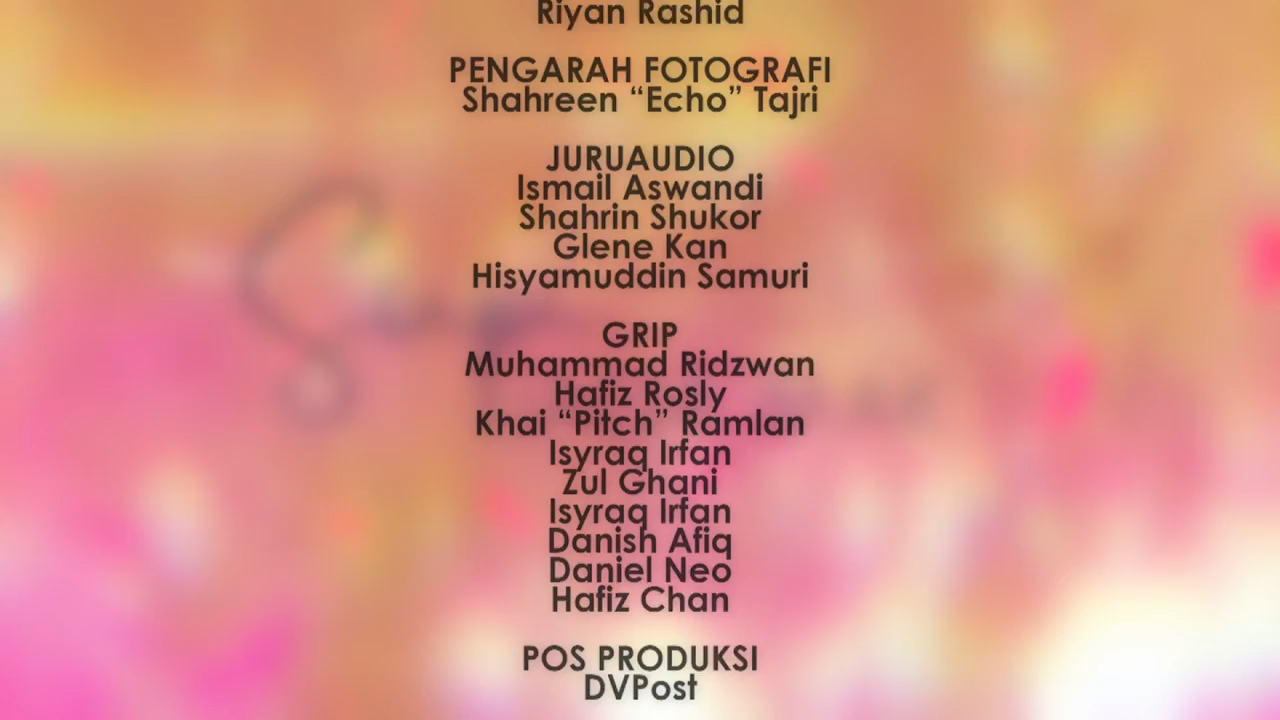 Riyan Rashid
PENGARAH FOTOGRAFI
Shahreen “Echo” Tajri
JURUAUDIO
Ismail Aswandi
Shahrin Shukor
Glene Kan
Hisyamuddin Samuri
GRIP
Muhammad Ridzwan
Hafiz Rosly
Khai “Pitch” Ramlan
Isyraq Irfan
Zul Ghani
Isyraq Irfan
Danish Afiq
Daniel Neo
Hafiz Chan
POS PRODUKSI
DVPost